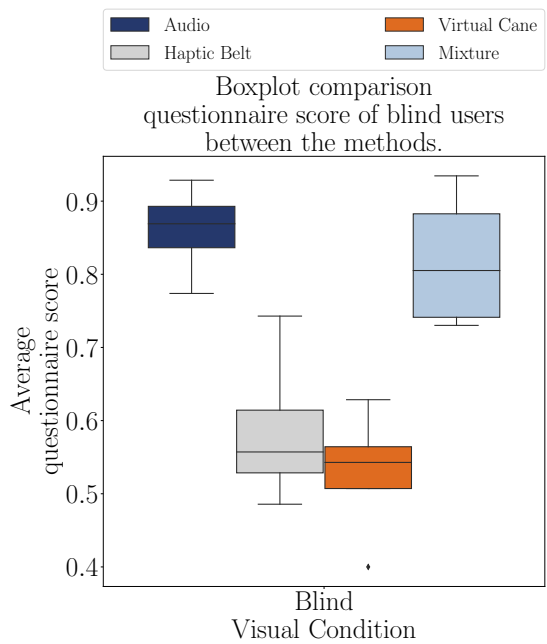 Audio
Haptic Belt
Virtual Cane
Mixture
Boxplot comparison
questionnaire score of blind users
between the methods.
Average
questionnaire score
0.9
0.8
0.7
0.6
0.5
0.4
Blind
Visual Condition